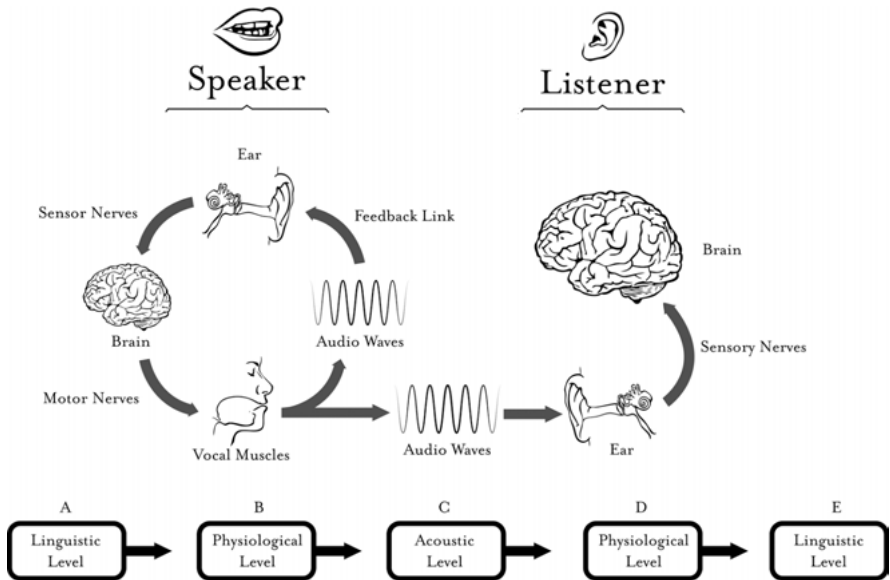 Speaker
Listener
Ear
Sensor Nerves
Feedback Link
Brain
Brain
Audio Waves
Sensory Nerves
Motor Nerves
Vocal Muscles
Audio Waves
Ear
A
B
C
D
E
Linguistic
Level
Physiological
Level
Acoustic
Level
Physiological
Level
Linguistic
Level